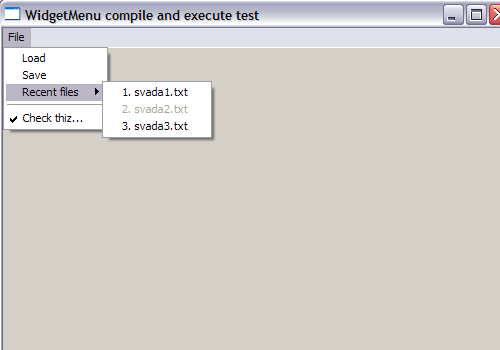 WidgetMenu compile and execute test
File
Load
Save
Recent files
1. svada1.txt
2. svada2.txt
3. svada3.txt
Check thiz...